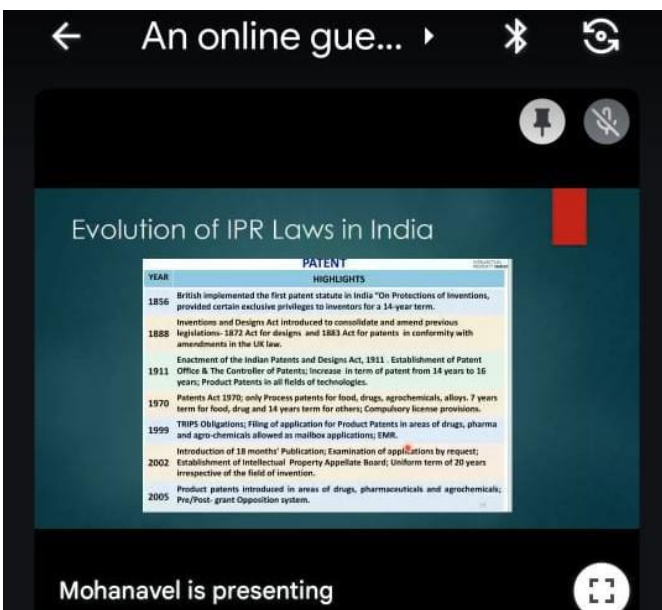 An online gue...
Evolution of IPR Laws in India
PATENT
YEAR HIGHLIGHTS
1856 British implemented the first patent statute in India "On Protections of Inventions,
provided certain exclusive privileges to inventors for a 14-year term.
Inventions and Designs Act introduced to consolidate and amend previous
1888 legislations- 1872 Act for designs and 1883 Act for patents in conformity with
amendments in the UK law.
Enactment of the Indian Patents and Designs Act, 1911 . Establishment of Patent
1911 Office & The Controller of Patents; Increase in term of patent from 14 years to 16
years; Product Patents in all fields of technologies.
1970 Patents Act 1970; only Process patents for food, drugs, agrochemicals, alloys. 7 years
term for food, drug and 14 years term for others; Compulsory license provisions.
1999 TRIPS Obligations; Filing of application for Product Patents in areas of drugs, pharma
and agro-chemicals allowed as mailbox applications; EMR.
Introduction of 18 months' Publication; Examination of applications by request;
2002 Establishment of Intellectual Property Appellate Board; Uniform term of 20 years
irrespective of the field of invention.
2005 Product patents introduced in areas of drugs, pharmaceuticals and agrochemicals;
Pre/Post- grant Opposition system.
Mohanavel is presenting